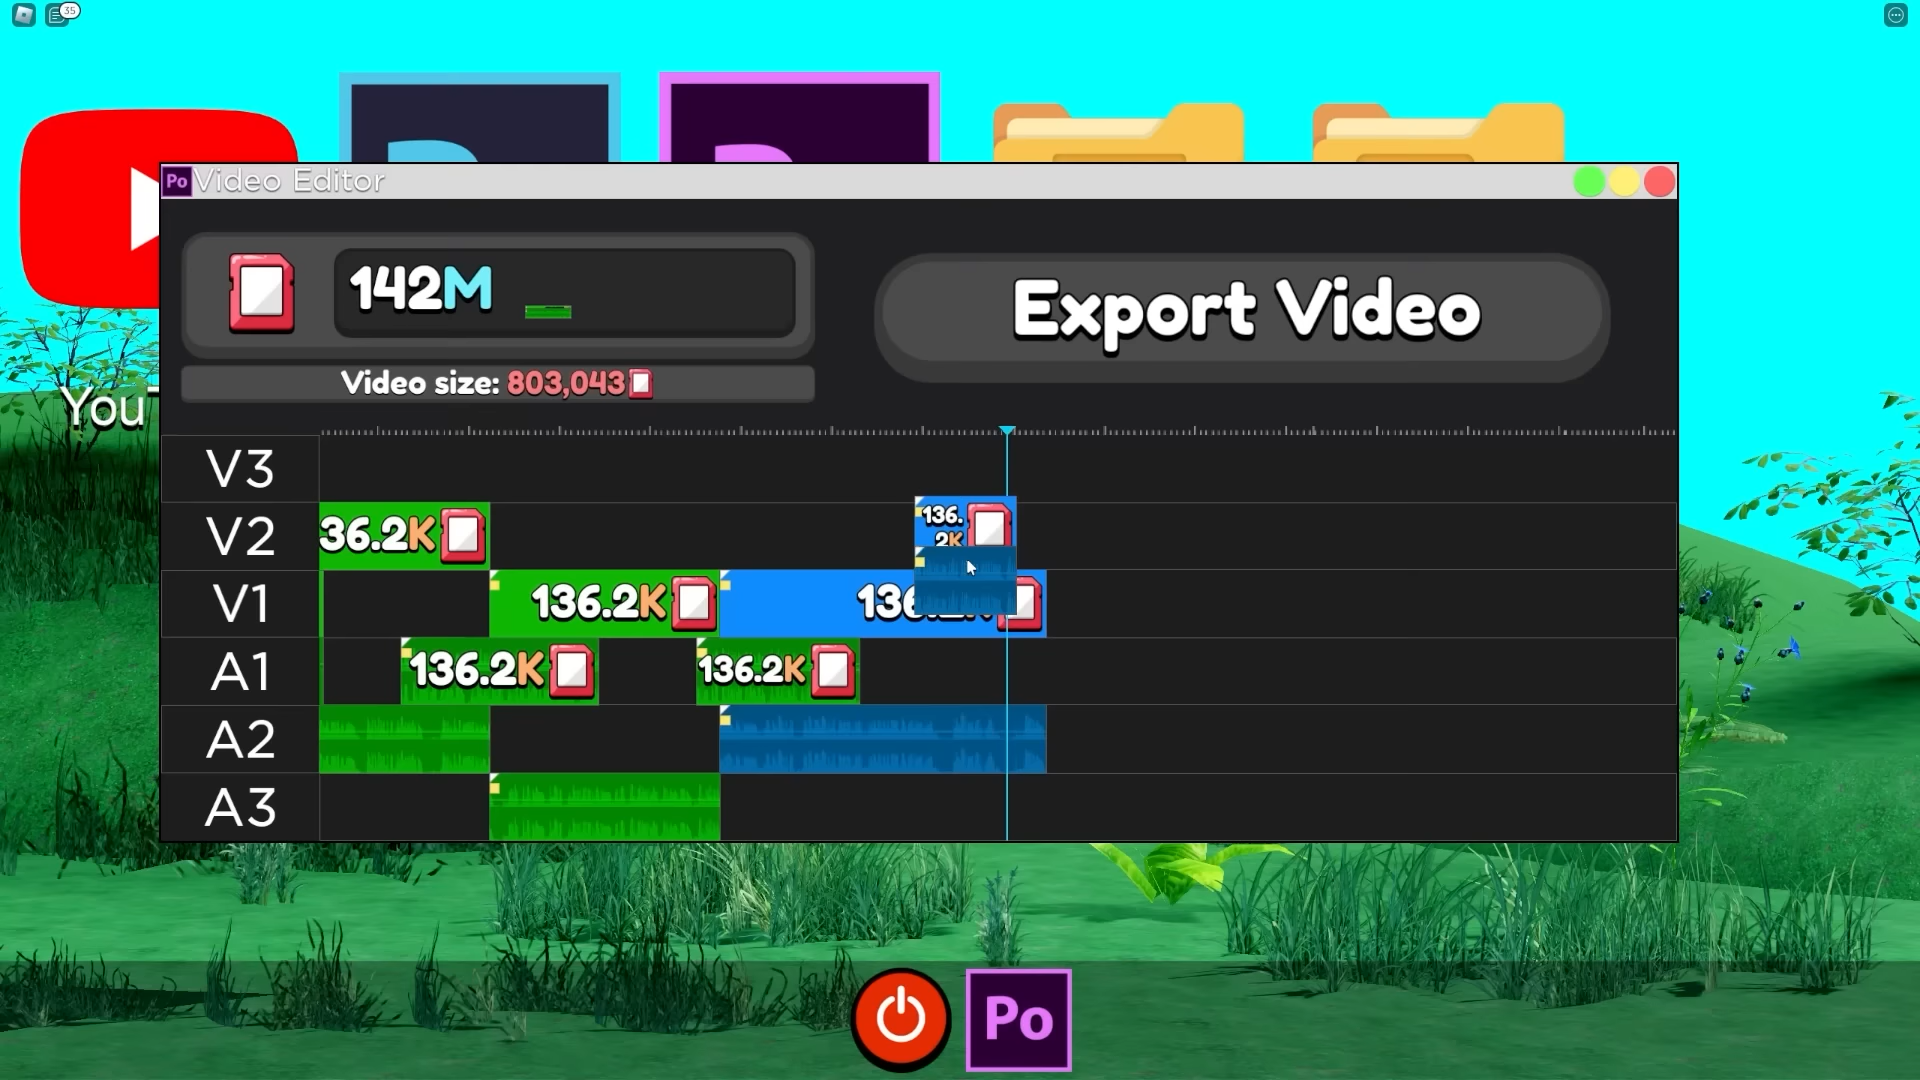 35
Po Video Editor
142M
Export Video
Video size: 803,043
You
V3
V2
36.2K
136.
2K
V1
136.2K
A1
136.2K
136.2K
A2
A3
Po